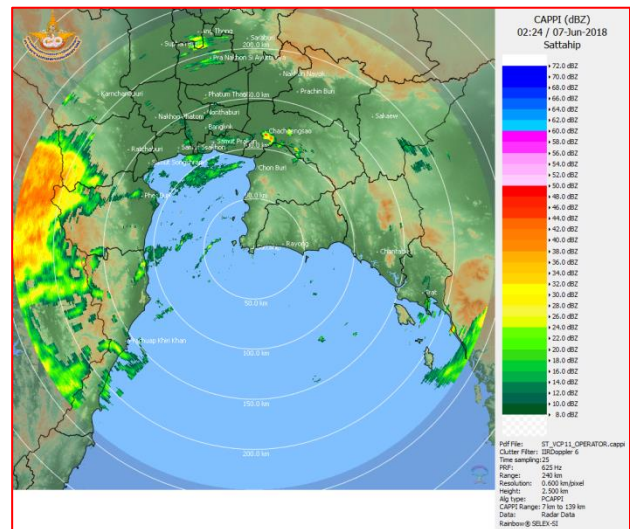 CAPPI (dBZ)
02:24 / 07-Jun-2018
Sattahip
72.0 dBZ
70.0 dBZ
68.0 dBZ
66.0 dBZ
64.0 dBZ
62.0 dBZ
60.0 dBZ
58.0 dBZ
56.0 dBZ
54.0 dBZ
52.0 dBZ
50.0 dBZ
48.0 dBZ
46.0 dBZ
44.0 dBZ
42.0 dBZ
40.0 dBZ
38.0 dBZ
36.0 dBZ
34.0 dBZ
32.0 dBZ
30.0 dBZ
28.0 dBZ
26.0 dBZ
24.0 dBZ
22.0 dBZ
20.0 dBZ
18.0 dBZ
16.0 dBZ
14.0 dBZ
12.0 dBZ
10.0 dBZ
8.0 dBZ
Pdf File: ST_VCP11_OPERATOR.cappi
Clutter Filter: IIRDoppler 6
Time sampling: 25
PRF: 625 Hz
Range: 240 km
Resolution: 0.600 km/pixel
Height: 2.500 km
Alg type: PCAPPI
CAPPI Range: 7 km to 139 km
Data: Radar Data
Rainbow® SELEX-SI
Ang Thong
Saraburi
Pra Nakhon Si Ayutthaya
Nakhon Nayok
Kanchanaburi
Phatum Thani
Prachin Buri
Nonthaburi
Nakhon Pathom
Bangkok
Sakaew
Chachoengsao
Ratchaburi
Chon Buri
Rayong
50.0 km
100.0 km
Prachuap Khiri Khan
150.0 km
200.0 km